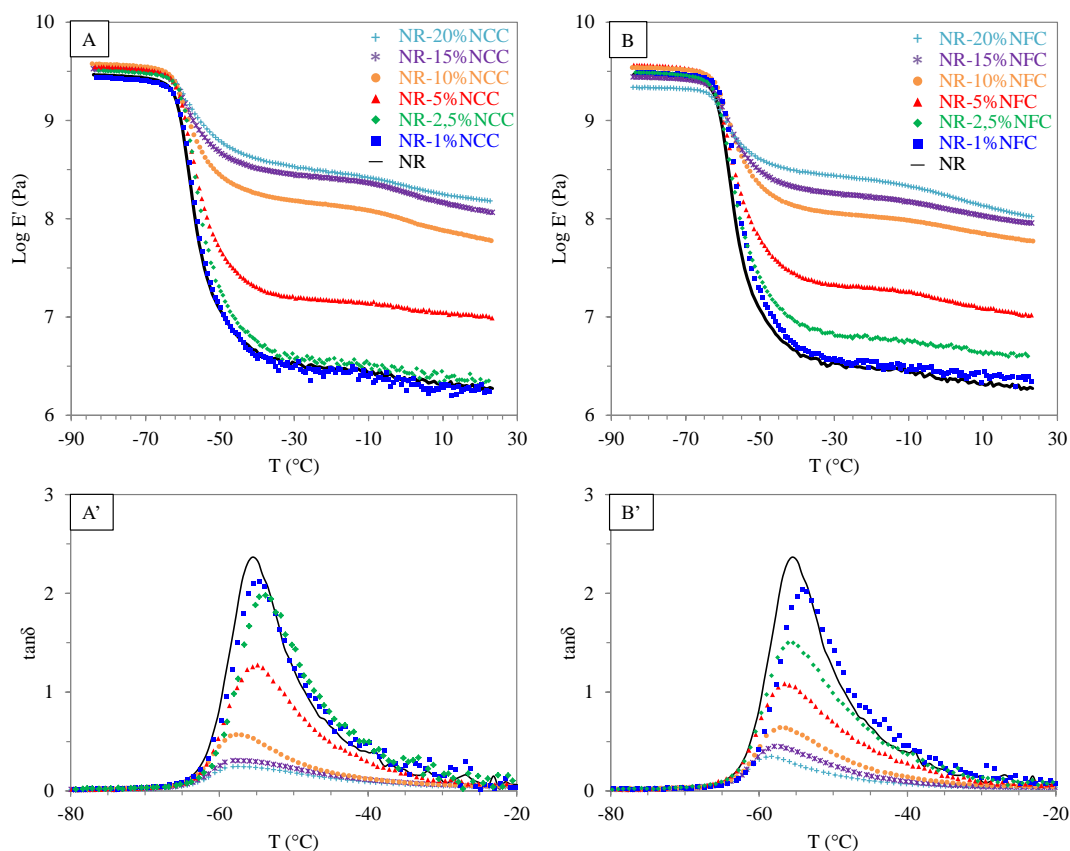 A
NR-20%NCC
NR-15%NCC
NR-10%NCC
NR-5%NCC
NR-2,5%NCC
NR-1%NCC
NR
10
9
8
7
6
Log E' (Pa)
-90 -70 -50 -30 -10 10 30
T (°C)
B
NR-20%NFC
NR-15%NFC
NR-10%NFC
NR-5%NFC
NR-2,5%NFC
NR-1%NFC
NR
10
9
8
7
6
Log E' (Pa)
-90 -70 -50 -30 -10 10 30
T (°C)
A’
3
2
1
0
tanδ
-80 -60 -40 -20
T (°C)
B’
3
2
1
0
tanδ
-80 -60 -40 -20
T (°C)